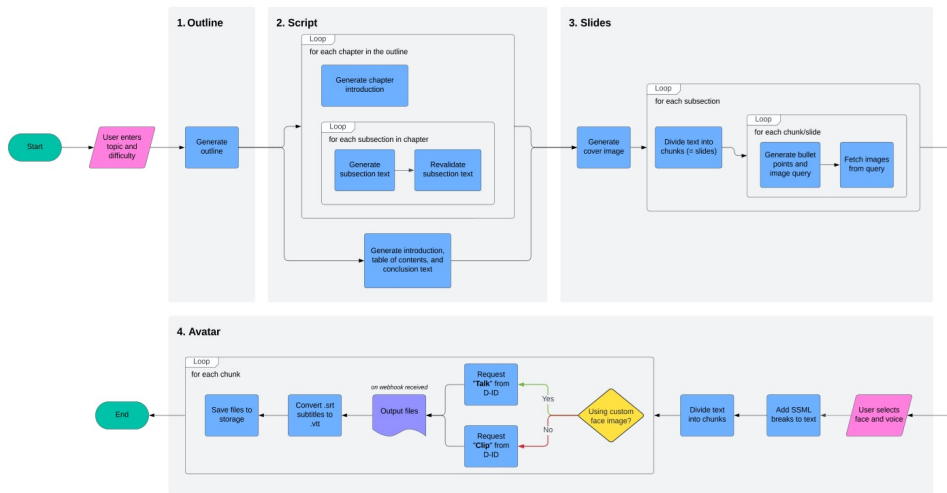 1. Outline
2. Script
3. Slides
Loop
for each chapter in the outline
Generate chapter
introduction
Loop
for each subsection in chapter
Generate
subsection text
Revalidate
subsection text
Start
User enters
topic and
difficulty
Generate
outline
Generate introduction,
table of contents, and
conclusion text
Generate
cover image
Loop
for each subsection
Divide text into
chunks (= slides)
Loop
for each chunk/slide
Generate bullet
points and
image query
Fetch images
from query
4. Avatar
Loop
for each chunk
End
Save files to
storage
Convert .srt
subtitles to
.vtt
on webhook received
Output files
Request
"Talk" from
D-ID
Request
"Clip" from
D-ID
Yes
No
Using custom
face image?
Divide text
into chunks
Add SSML
breaks to text
User selects
face and voice